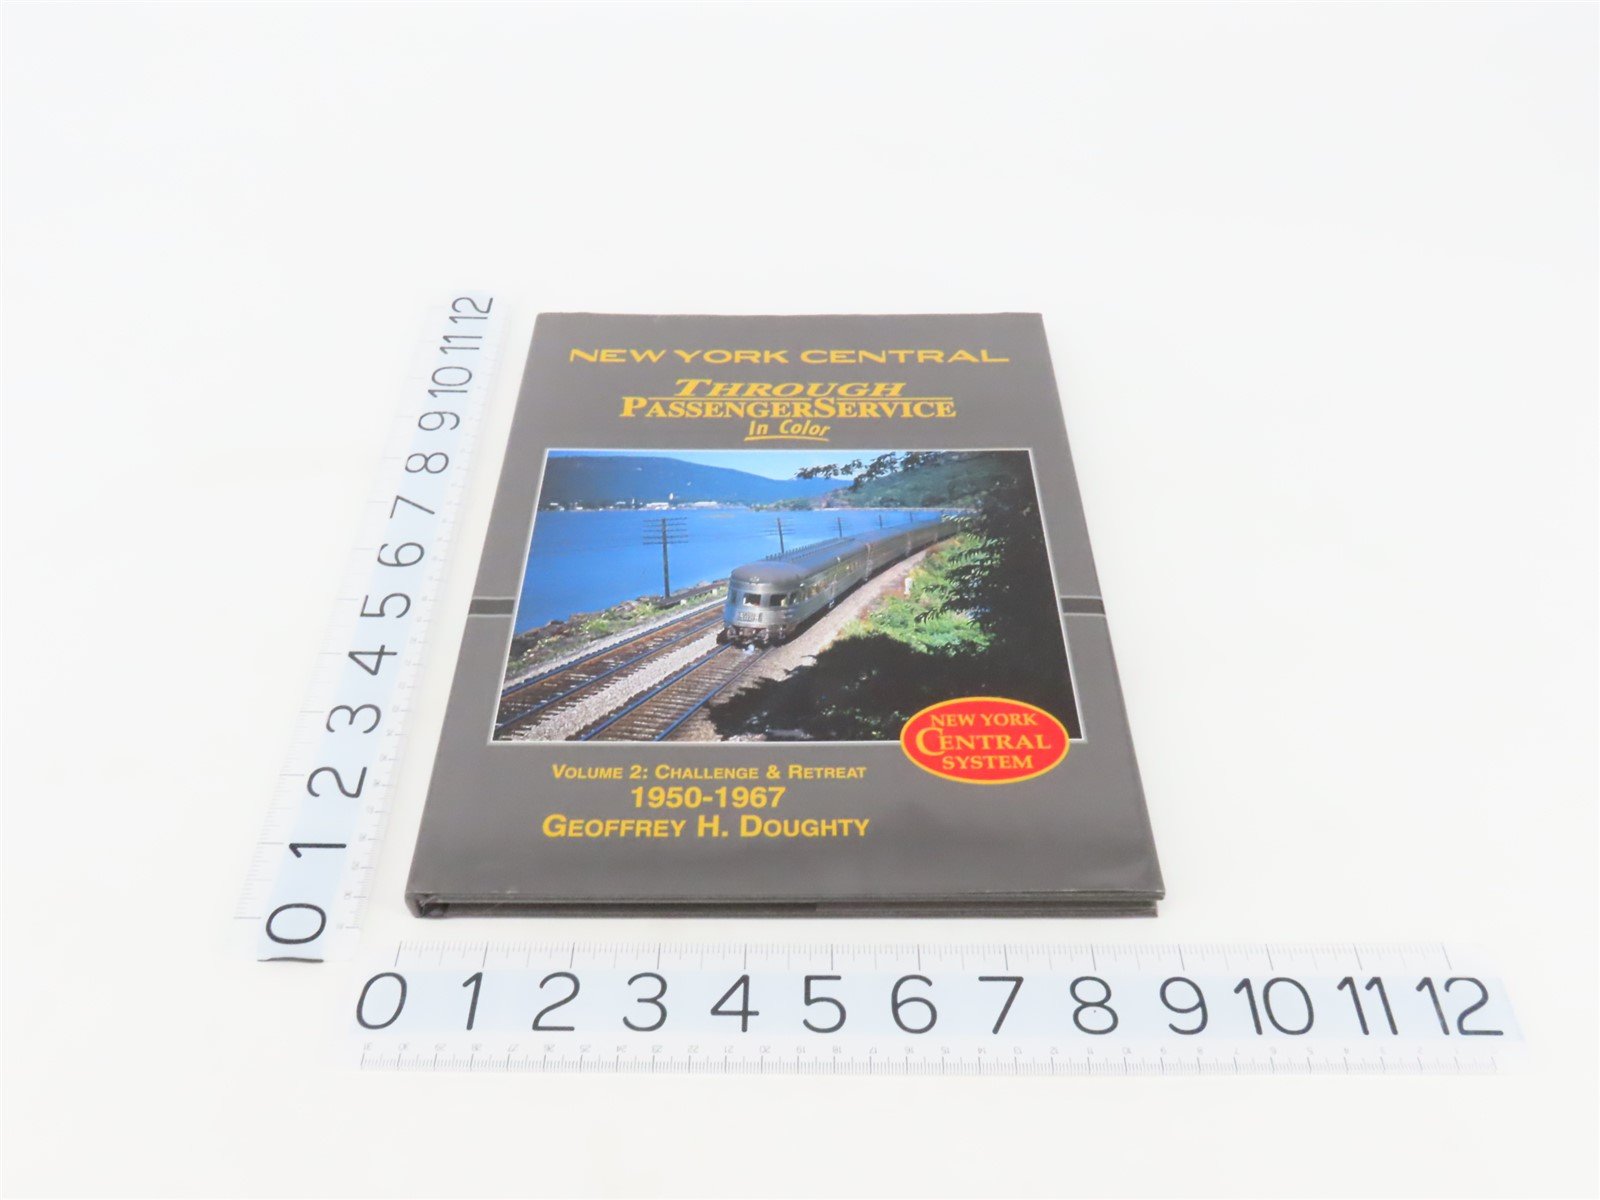 NEW YORK CENTRAL
THROUGH
PASSENGERSERVICE
In Color
NEW YORK
CENTRAL
SYSTEM
VOLUME 2: CHALLENGE & RETREAT
1950-1967
GEOFFREY H. DOUGHTY
0 1 2 3 4 5 6 7 8 9 10 11 12
0 1 2 3 4 5 6 7 8 9 10 11 12